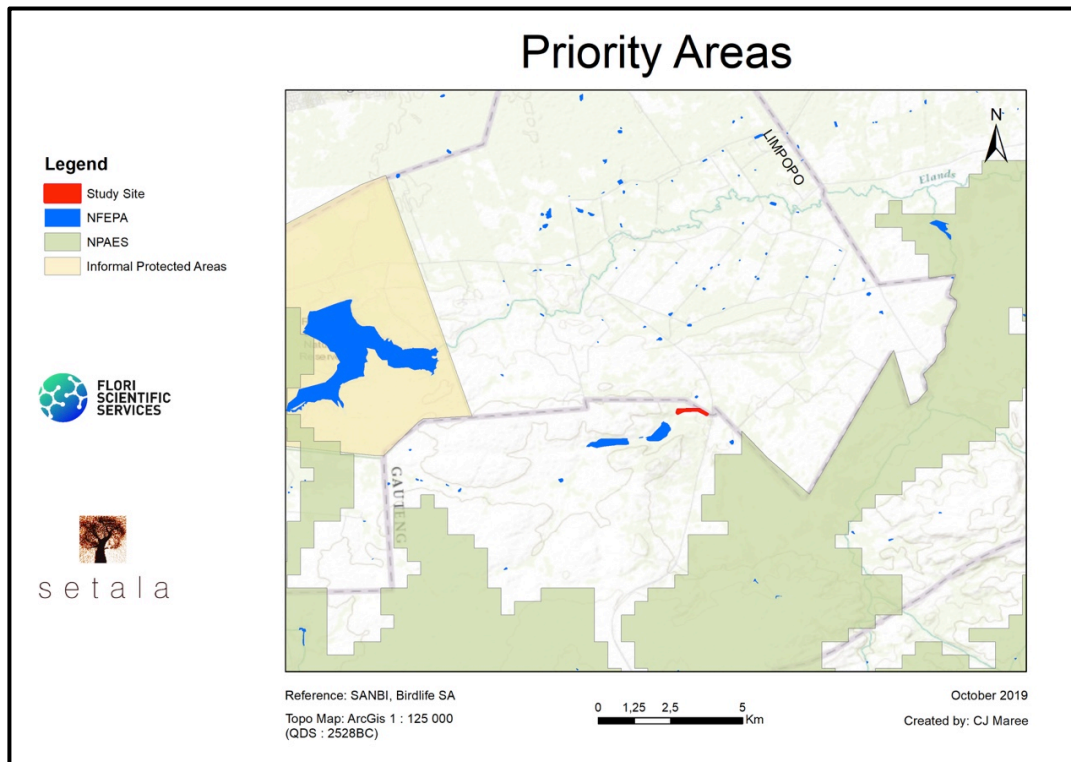 Priority Areas
N
Legend
Study Site
NFEPA
NPAES
Informal Protected Areas
LIMPOPO
Elands
GAUTENG
FLORI
SCIENTIFIC
SERVICES
setala
Reference: SANBI, Birdlife SA
Topo Map: ArcGis 1 : 125 000
(QDS : 2528BC)
0 1,25 2,5 5
Km
October 2019
Created by: CJ Maree